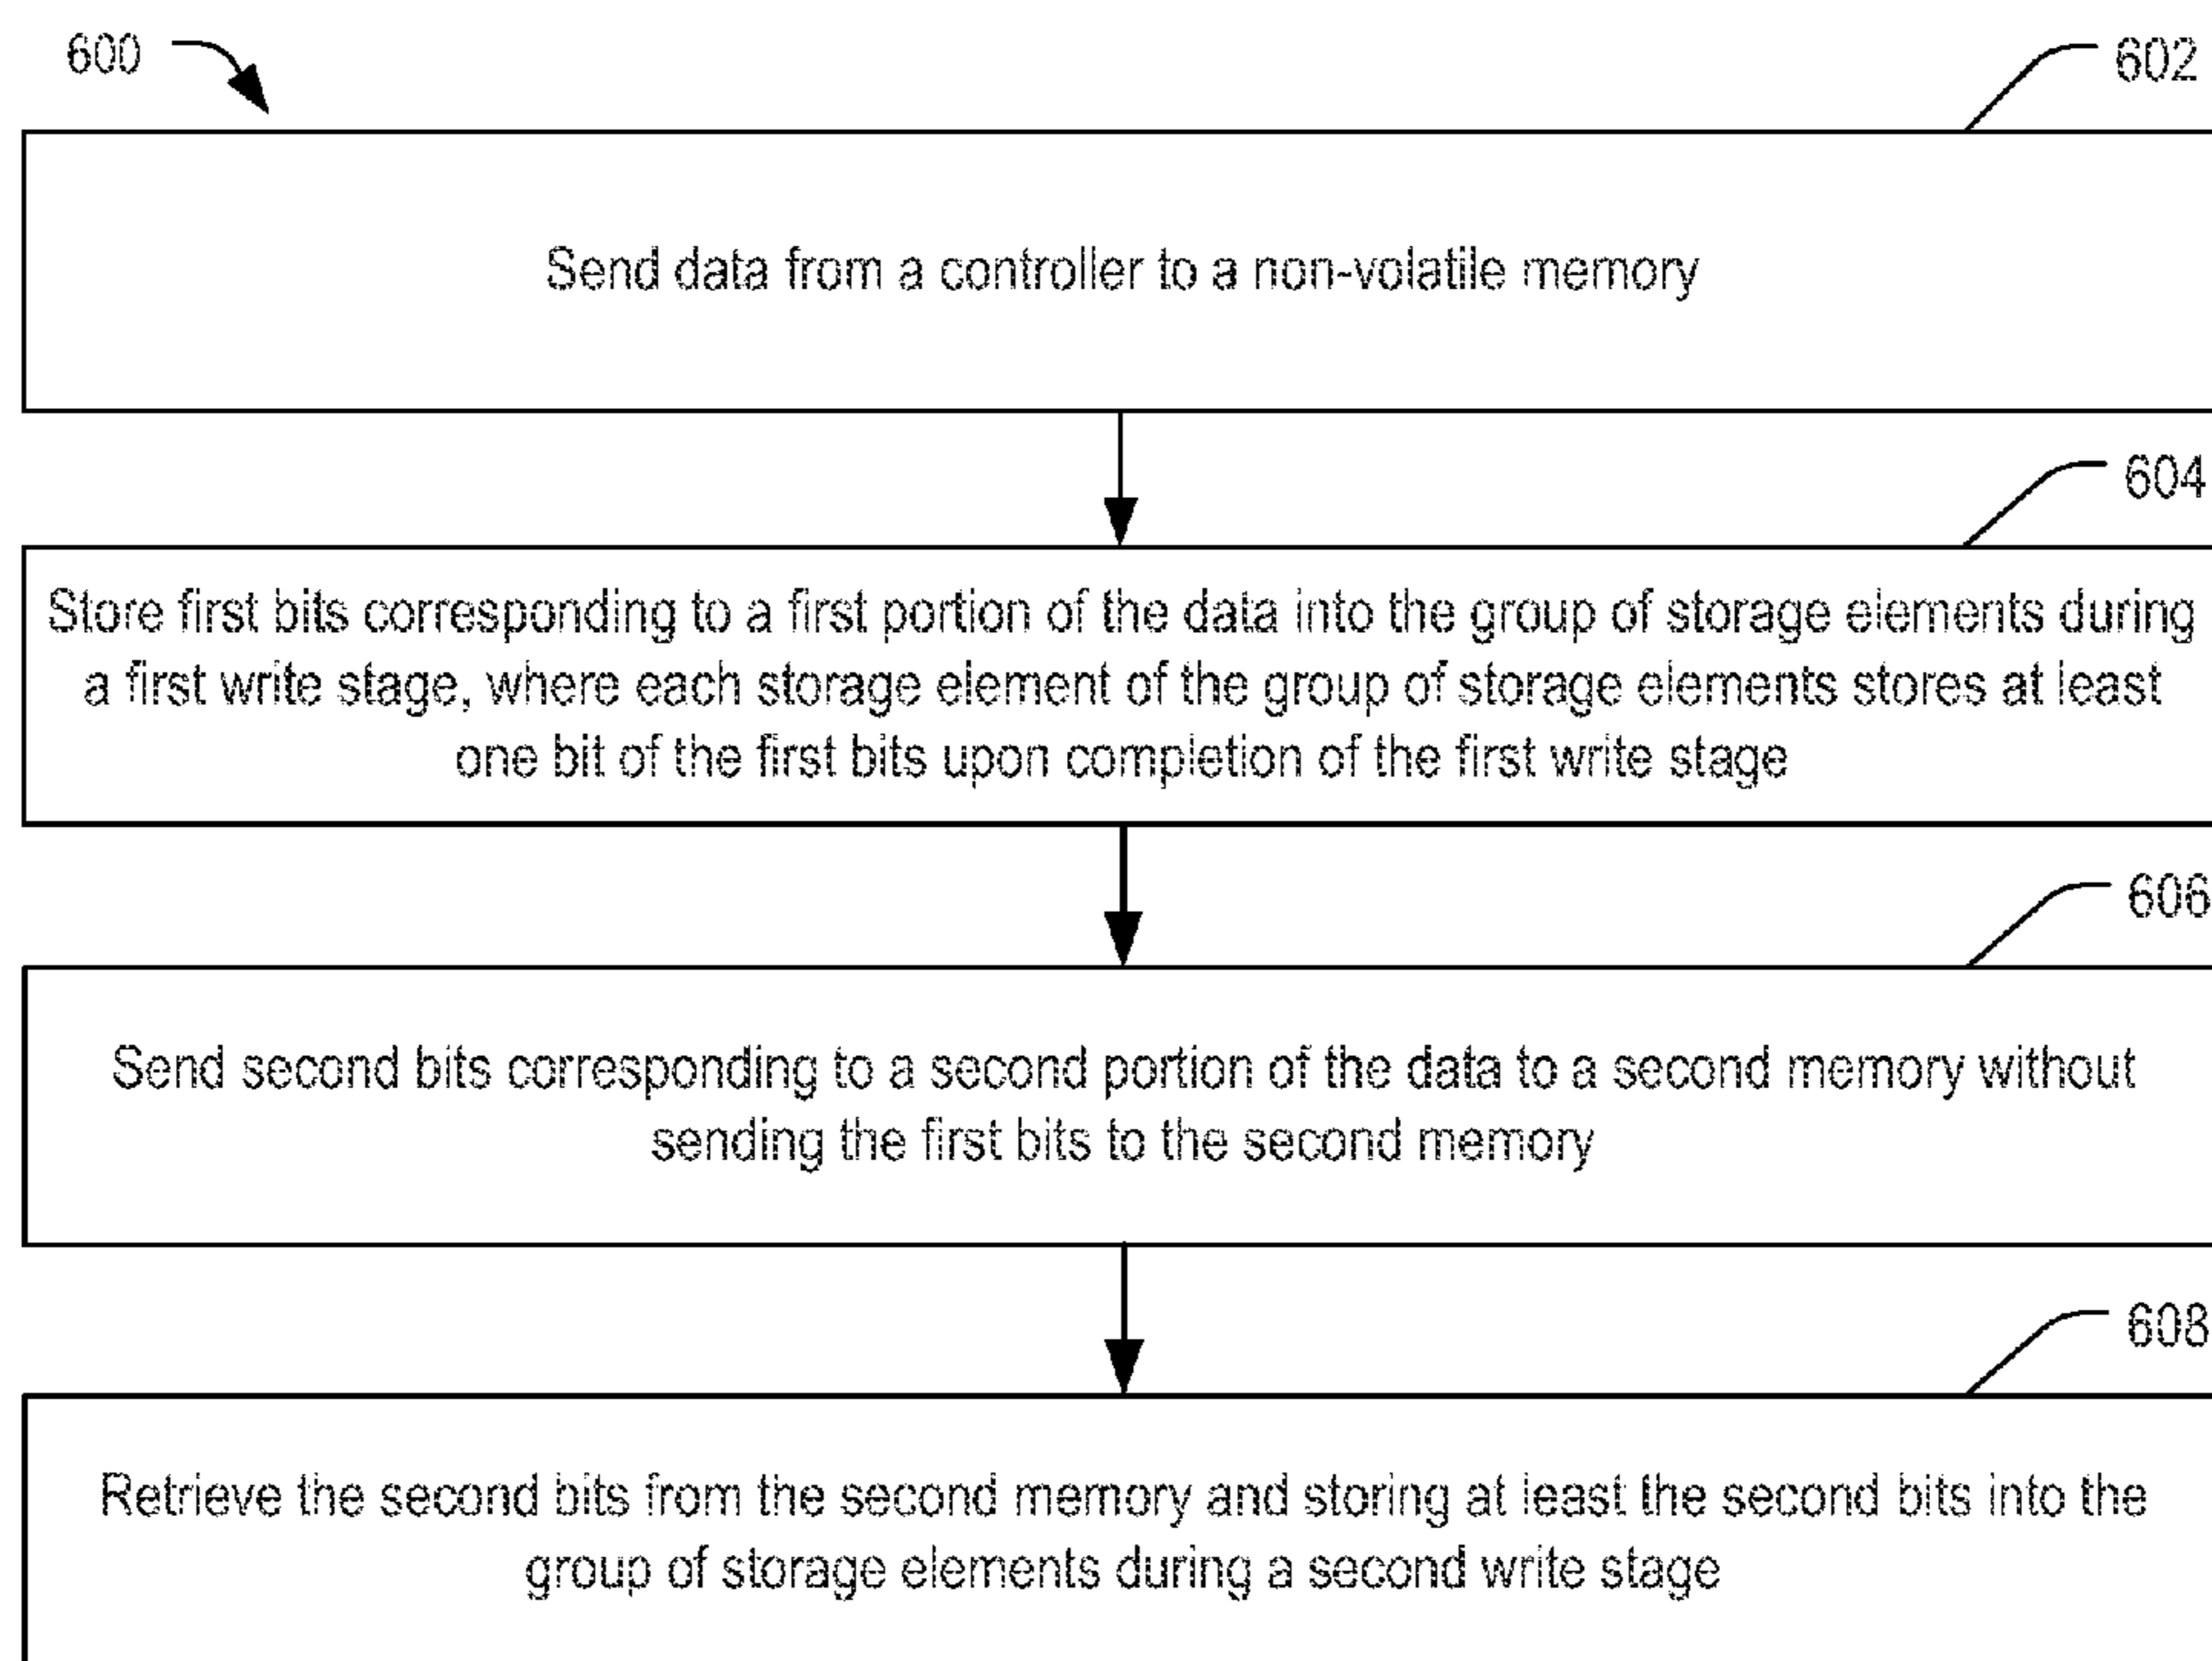 600
602
Send data from a controller to a non-volatile memory
604
Store first bits corresponding to a first portion of the data into the group of storage elements during
a first write stage, where each storage element of the group of storage elements stores at least
one bit of the first bits upon completion of the first write stage
606
Send second bits corresponding to a second portion of the data to a second memory without
sending the first bits to the second memory
608
Retrieve the second bits from the second memory and storing at least the second bits into the
group of storage elements during a second write stage